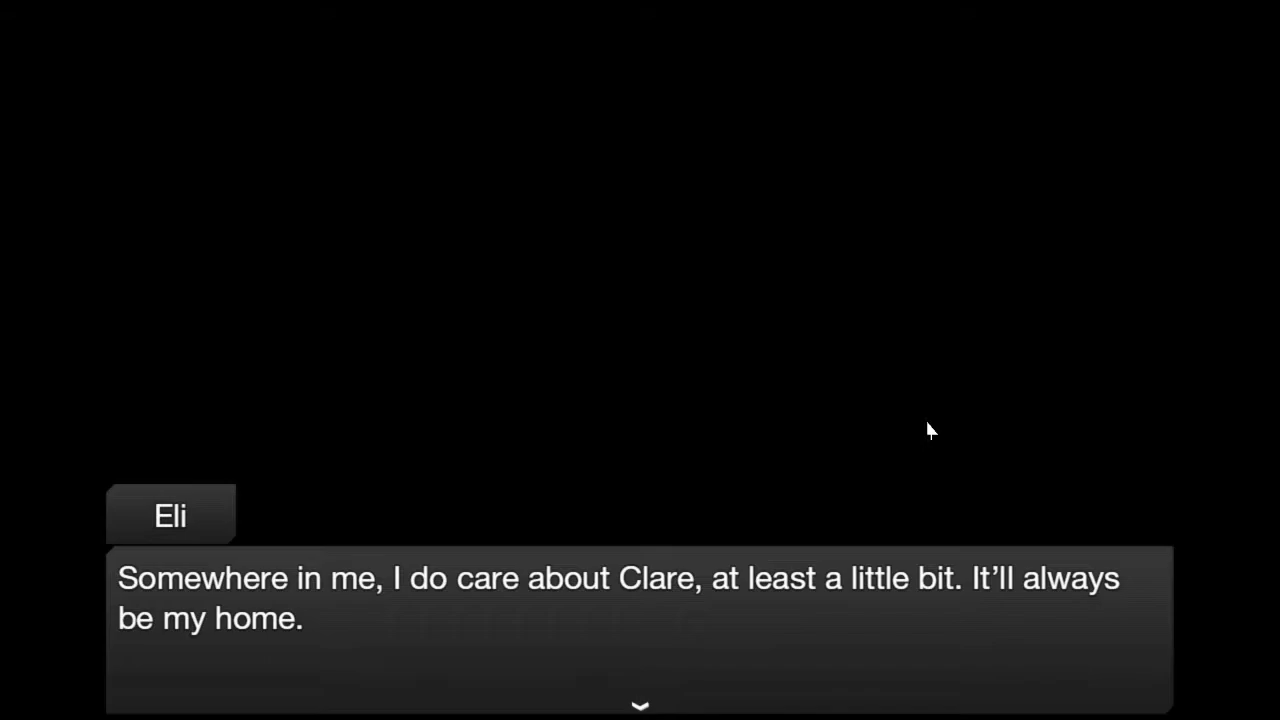 Eli
Somewhere in me, I do care about Clare, at least a little bit. It’ll always
be my home.